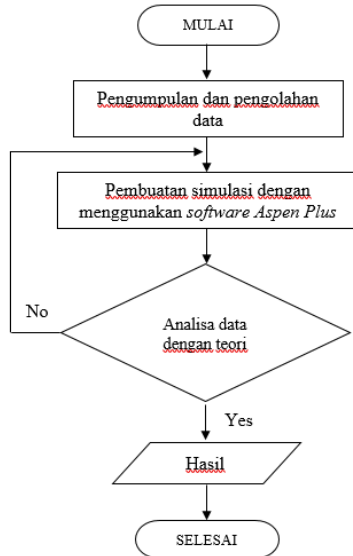 MULAI
Pengumpulan dan pengolahan
data
Pembuatan simulasi dengan
menggunakan software Aspen Plus
No
Analisa data
dengan teori
Yes
Hasil
SELESAI